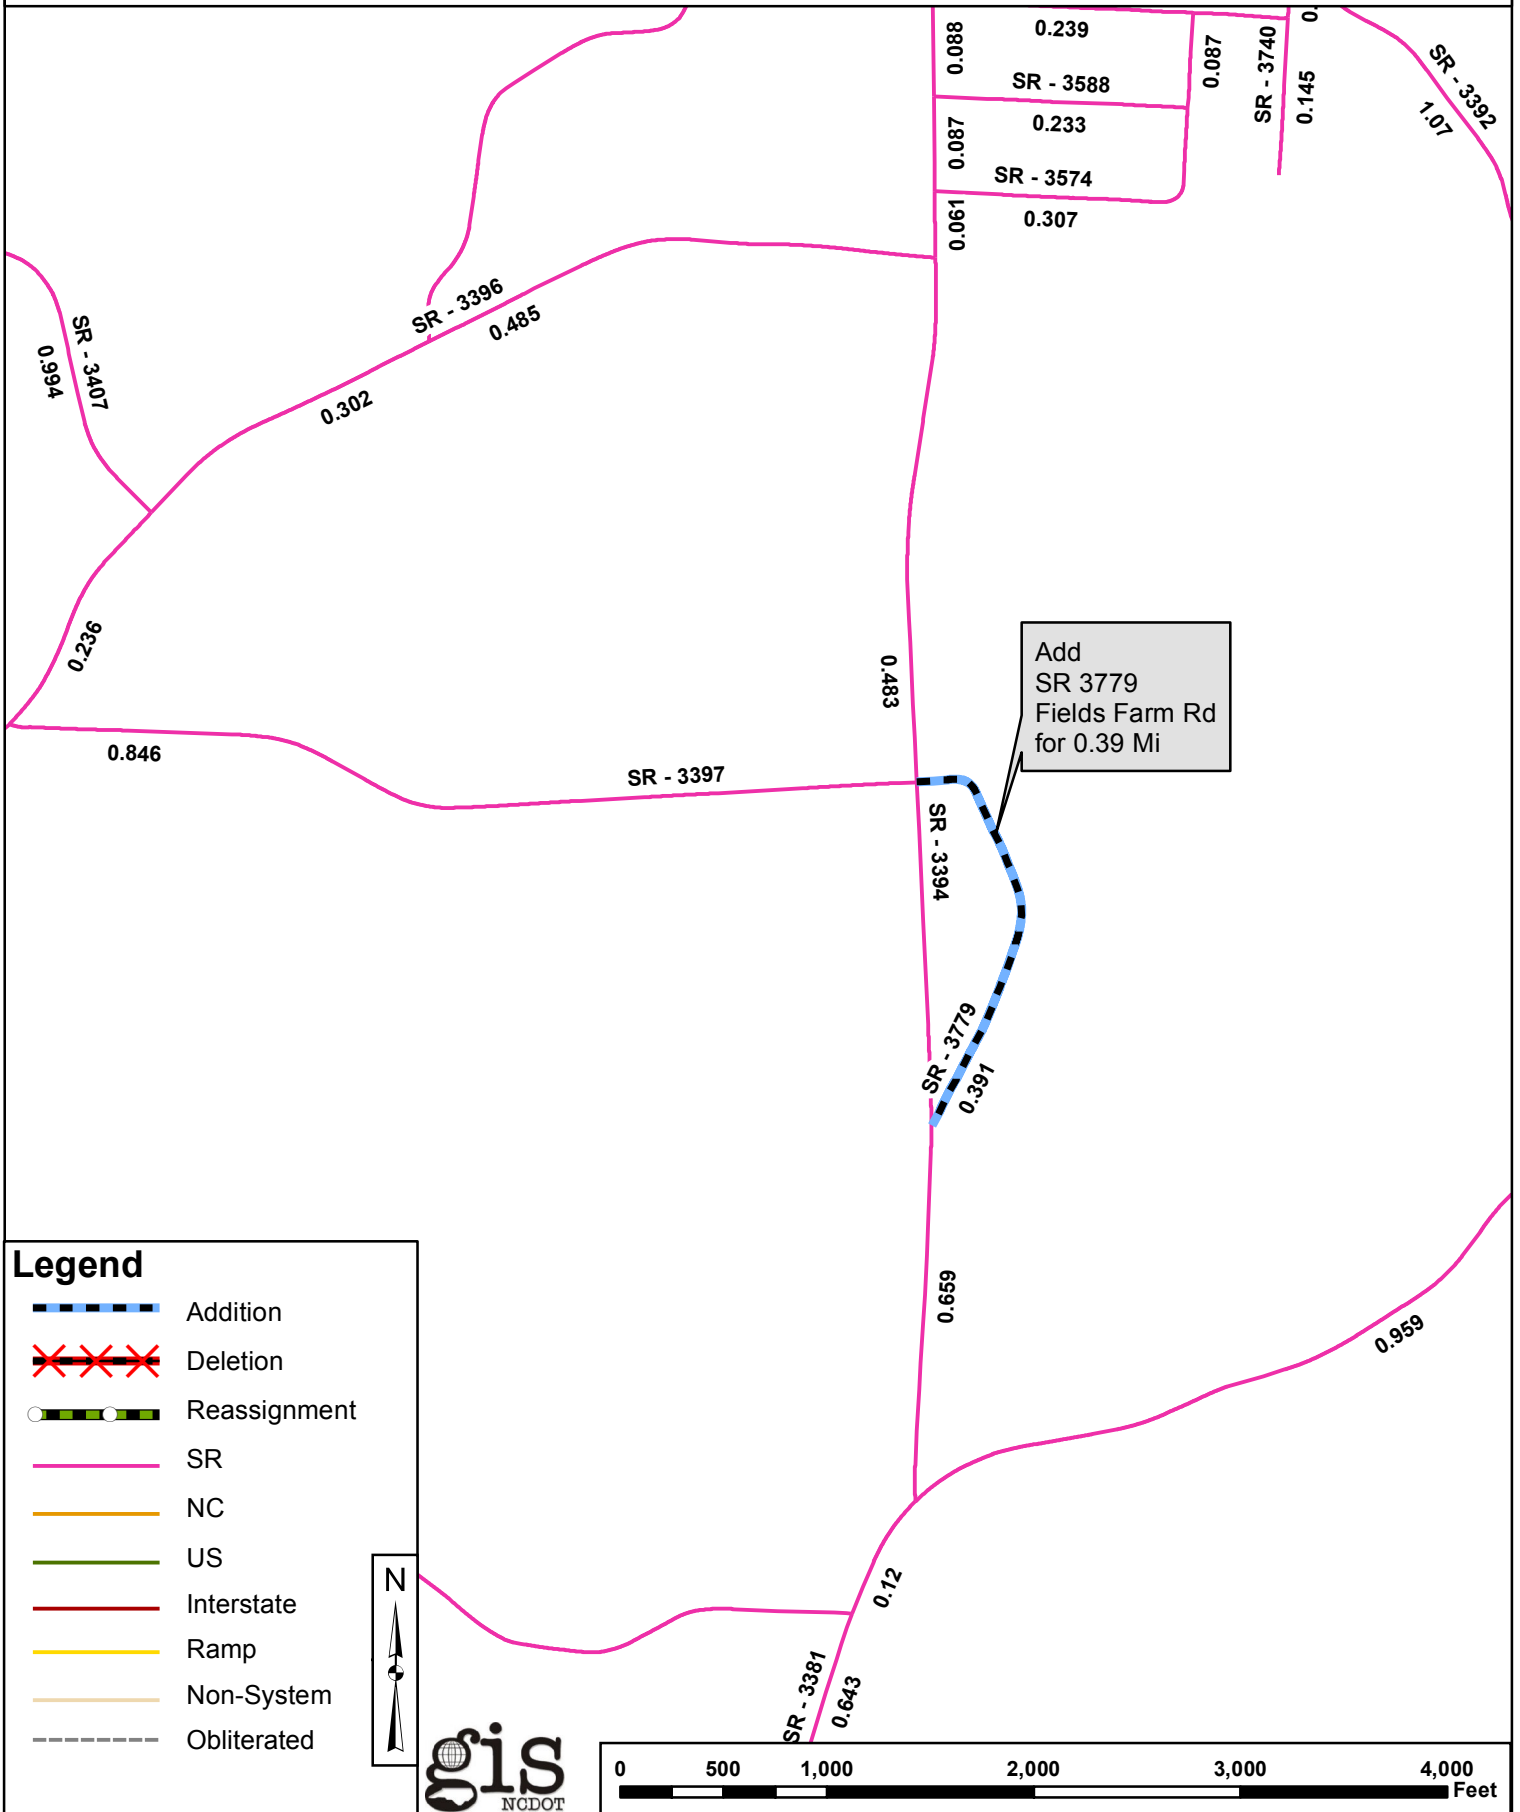 0.088
0.239
0.087
SR - 3740
0.145
SR - 3392
1.07
SR - 3588
0.233
0.087
SR - 3574
0.307
0.061
SR - 3396
0.485
SR - 3407
0.994
0.302
0.236
0.483
Add
SR 3779
Fields Farm Rd
for 0.39 Mi
0.846
SR - 3397
SR - 3394
SR - 3779
0.391
0.659
0.959
0.12
SR - 3381
0.643
Legend
Addition
Deletion
Reassignment
SR
NC
US
Interstate
Ramp
Non-System
Obliterated
N
gis
NCDOT
0 500 1,000 2,000 3,000 4,000
Feet